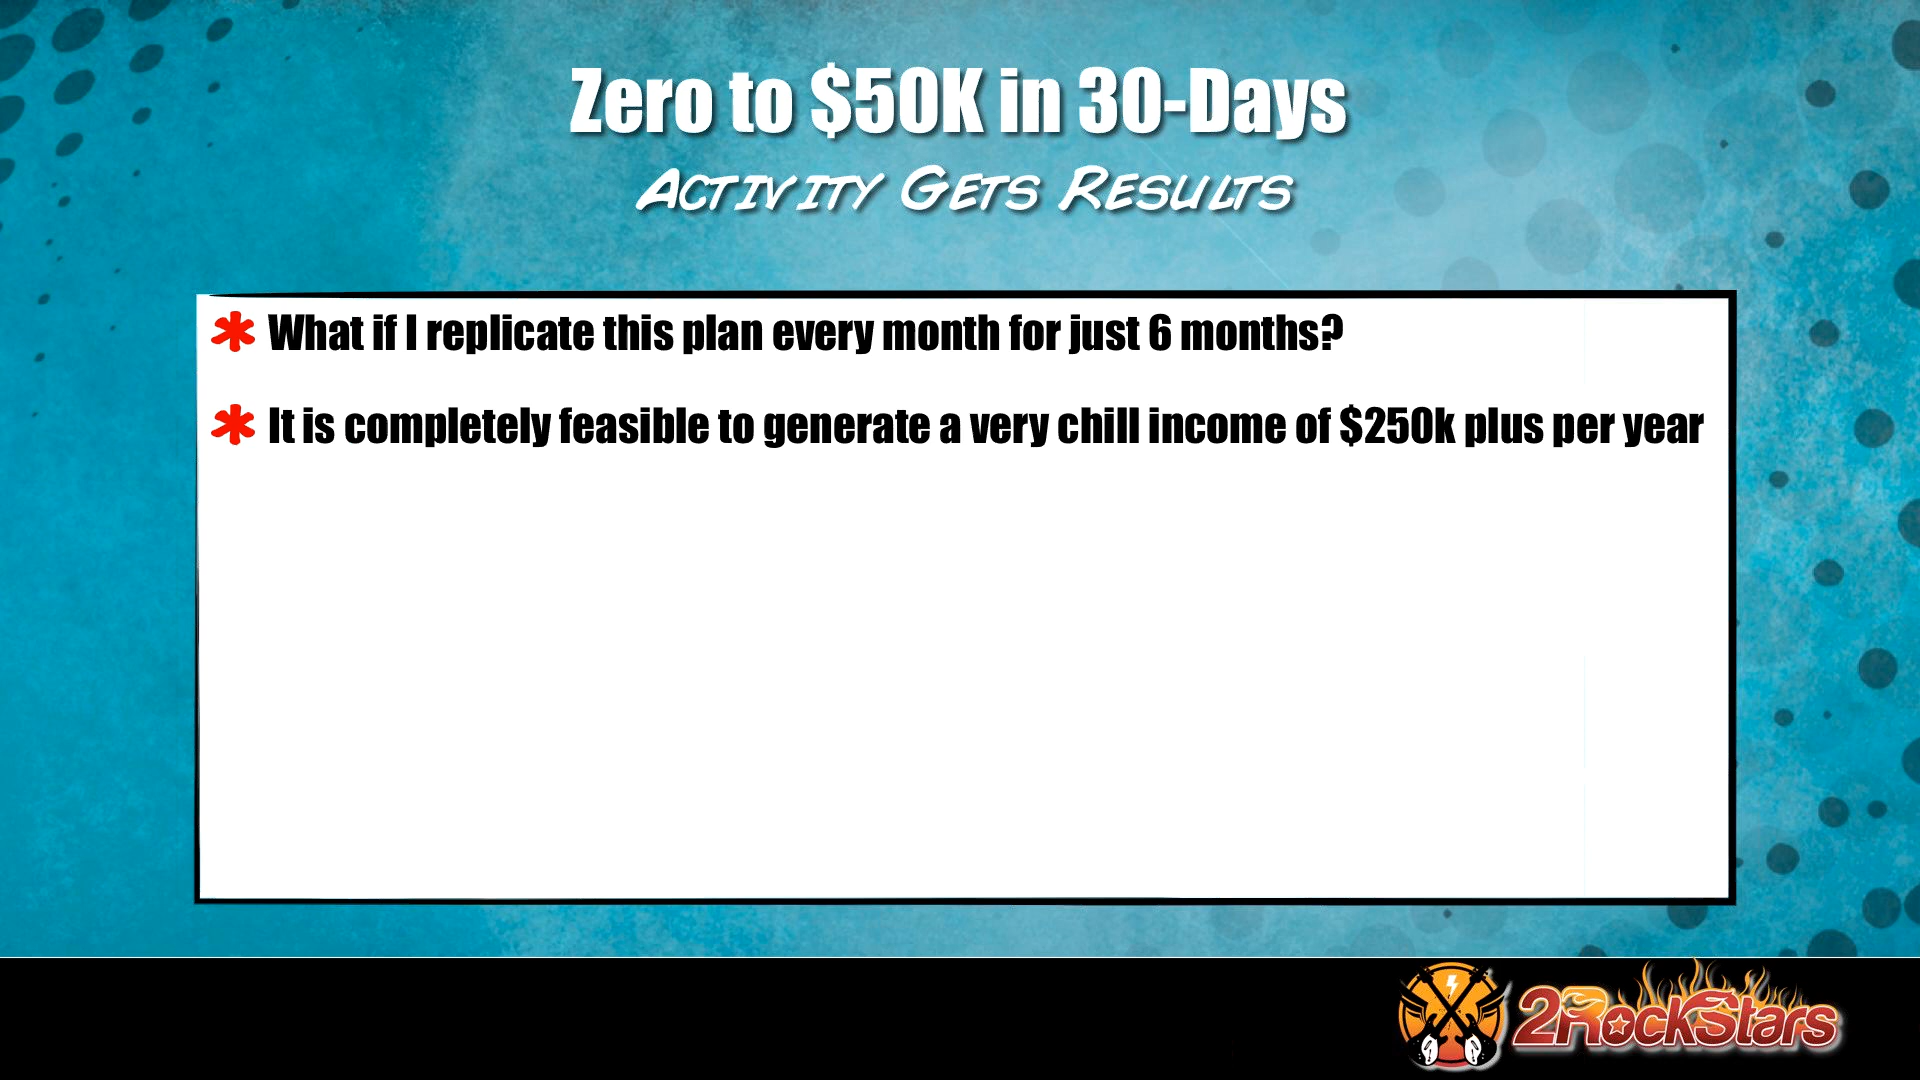 Zero to $50K in 30-Days
Activity Gets Results
What if I replicate this plan every month for just 6 months?
It is completely feasible to generate a very chill income of $250k plus per year
2RockStars